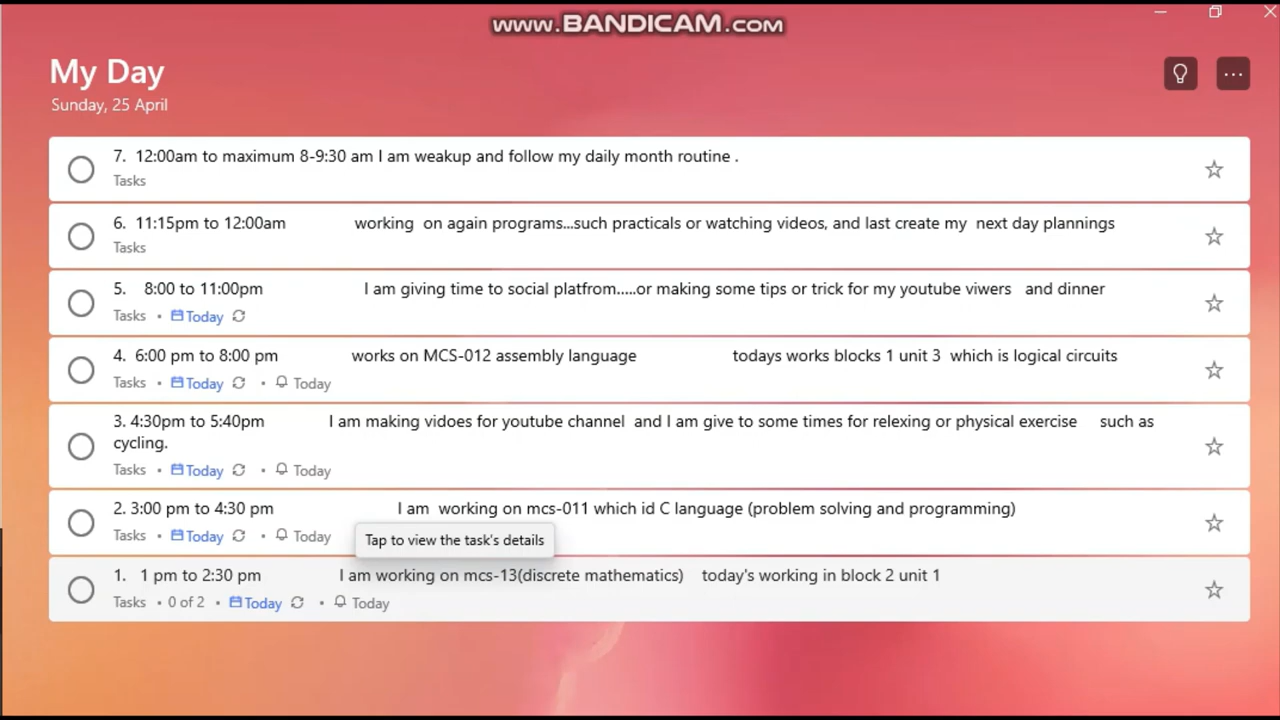 www.BANDICAM.com
My Day
Sunday, 25 April
7. 12:00am to maximum 8-9:30 am I am weakup and follow my daily month routine .
Tasks
6. 11:15pm to 12:00am working on again programs...such practicals or watching videos, and last create my next day plannings
Tasks
5. 8:00 to 11:00pm I am giving time to social platfrom.....or making some tips or trick for my youtube viwers and dinner
Tasks • Today
4. 6:00 pm to 8:00 pm works on MCS-012 assembly language todays works blocks 1 unit 3 which is logical circuits
Tasks • Today • Today
3. 4:30pm to 5:40pm I am making vidoes for youtube channel and I am give to some times for relexing or physical exercise such as
cycling.
Tasks • Today • Today
2. 3:00 pm to 4:30 pm I am working on mcs-011 which id C language (problem solving and programming)
Tasks • Today • Today
Tap to view the task's details
1. 1 pm to 2:30 pm I am working on mcs-13(discrete mathematics) today's working in block 2 unit 1
Tasks • 0 of 2 • Today • Today